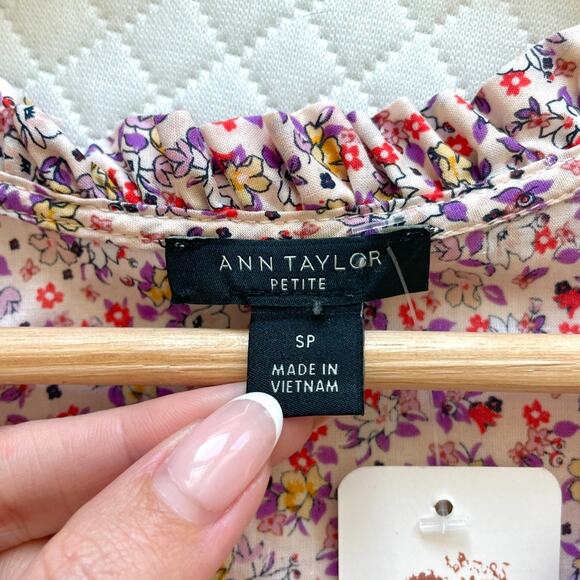 ANN TAYLOR
PETITE
SP
MADE IN
VIETNAM